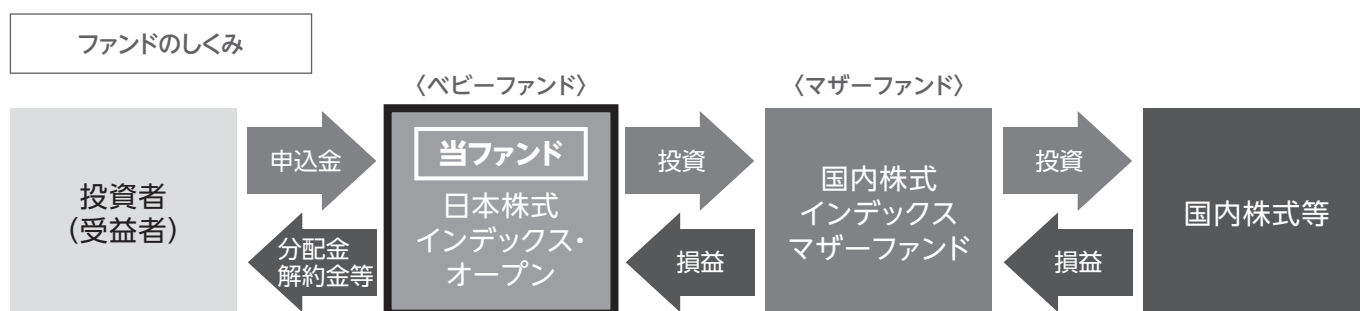 ファンドのしくみ
〈ベビーファンド〉
〈マザーファンド〉
投資者
(受益者)
申込金
分配金
解約金等
当ファンド
日本株式
インデックス・
オープン
投資
損益
国内株式
インデックス
マザーファンド
投資
損益
国内株式等